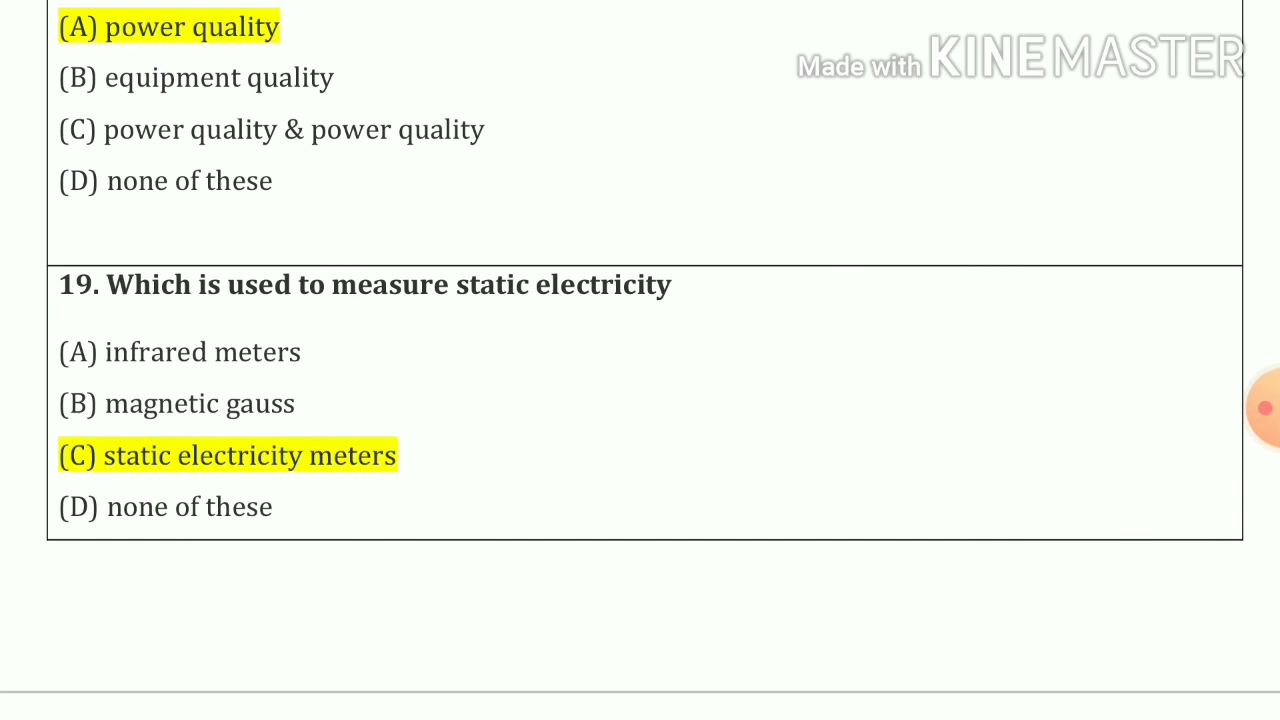 (A) power quality
Made with KINEMASTER
(B) equipment quality
(C) power quality & power quality
(D) none of these
19. Which is used to measure static electricity
(A) infrared meters
(B) magnetic gauss
(C) static electricity meters
(D) none of these